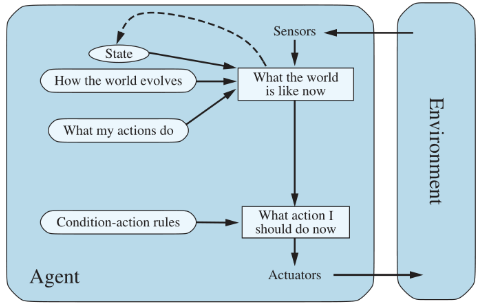 Sensors
State
How the world evolves
What the world
is like now
What my actions do
Environment
Condition-action rules
What action I
should do now
Agent
Actuators